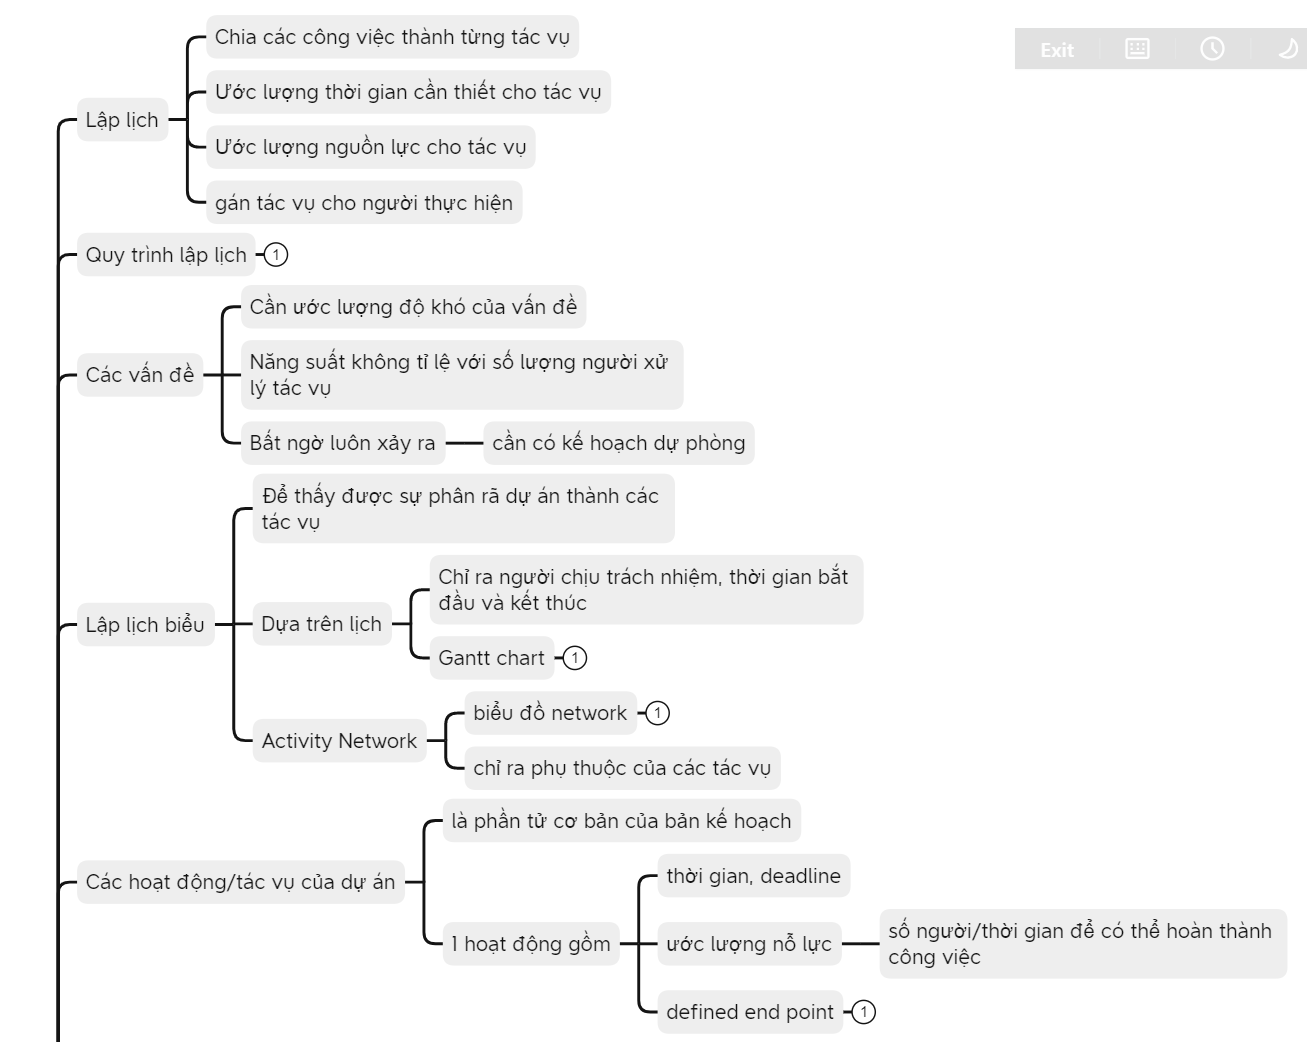 Exit
Lập lịch
Chia các công việc thành từng tác vụ
Ước lượng thời gian cần thiết cho tác vụ
Ước lượng nguồn lực cho tác vụ
gán tác vụ cho người thực hiện
Quy trình lập lịch
1
Các vấn đề
Cần ước lượng độ khó của vấn đề
Năng suất không tỉ lệ với số lượng người xử
lý tác vụ
Bất ngờ luôn xảy ra
cần có kế hoạch dự phòng
Lập lịch biểu
Để thấy được sự phân rã dự án thành các
tác vụ
Dựa trên lịch
Chỉ ra người chịu trách nhiệm, thời gian bắt
đầu và kết thúc
Gantt chart
1
Activity Network
biểu đồ network
1
chỉ ra phụ thuộc của các tác vụ
Các hoạt động/tác vụ của dự án
là phần tử cơ bản của bản kế hoạch
1 hoạt động gồm
thời gian, deadline
ước lượng nỗ lực
số người/thời gian để có thể hoàn thành
công việc
defined end point
1